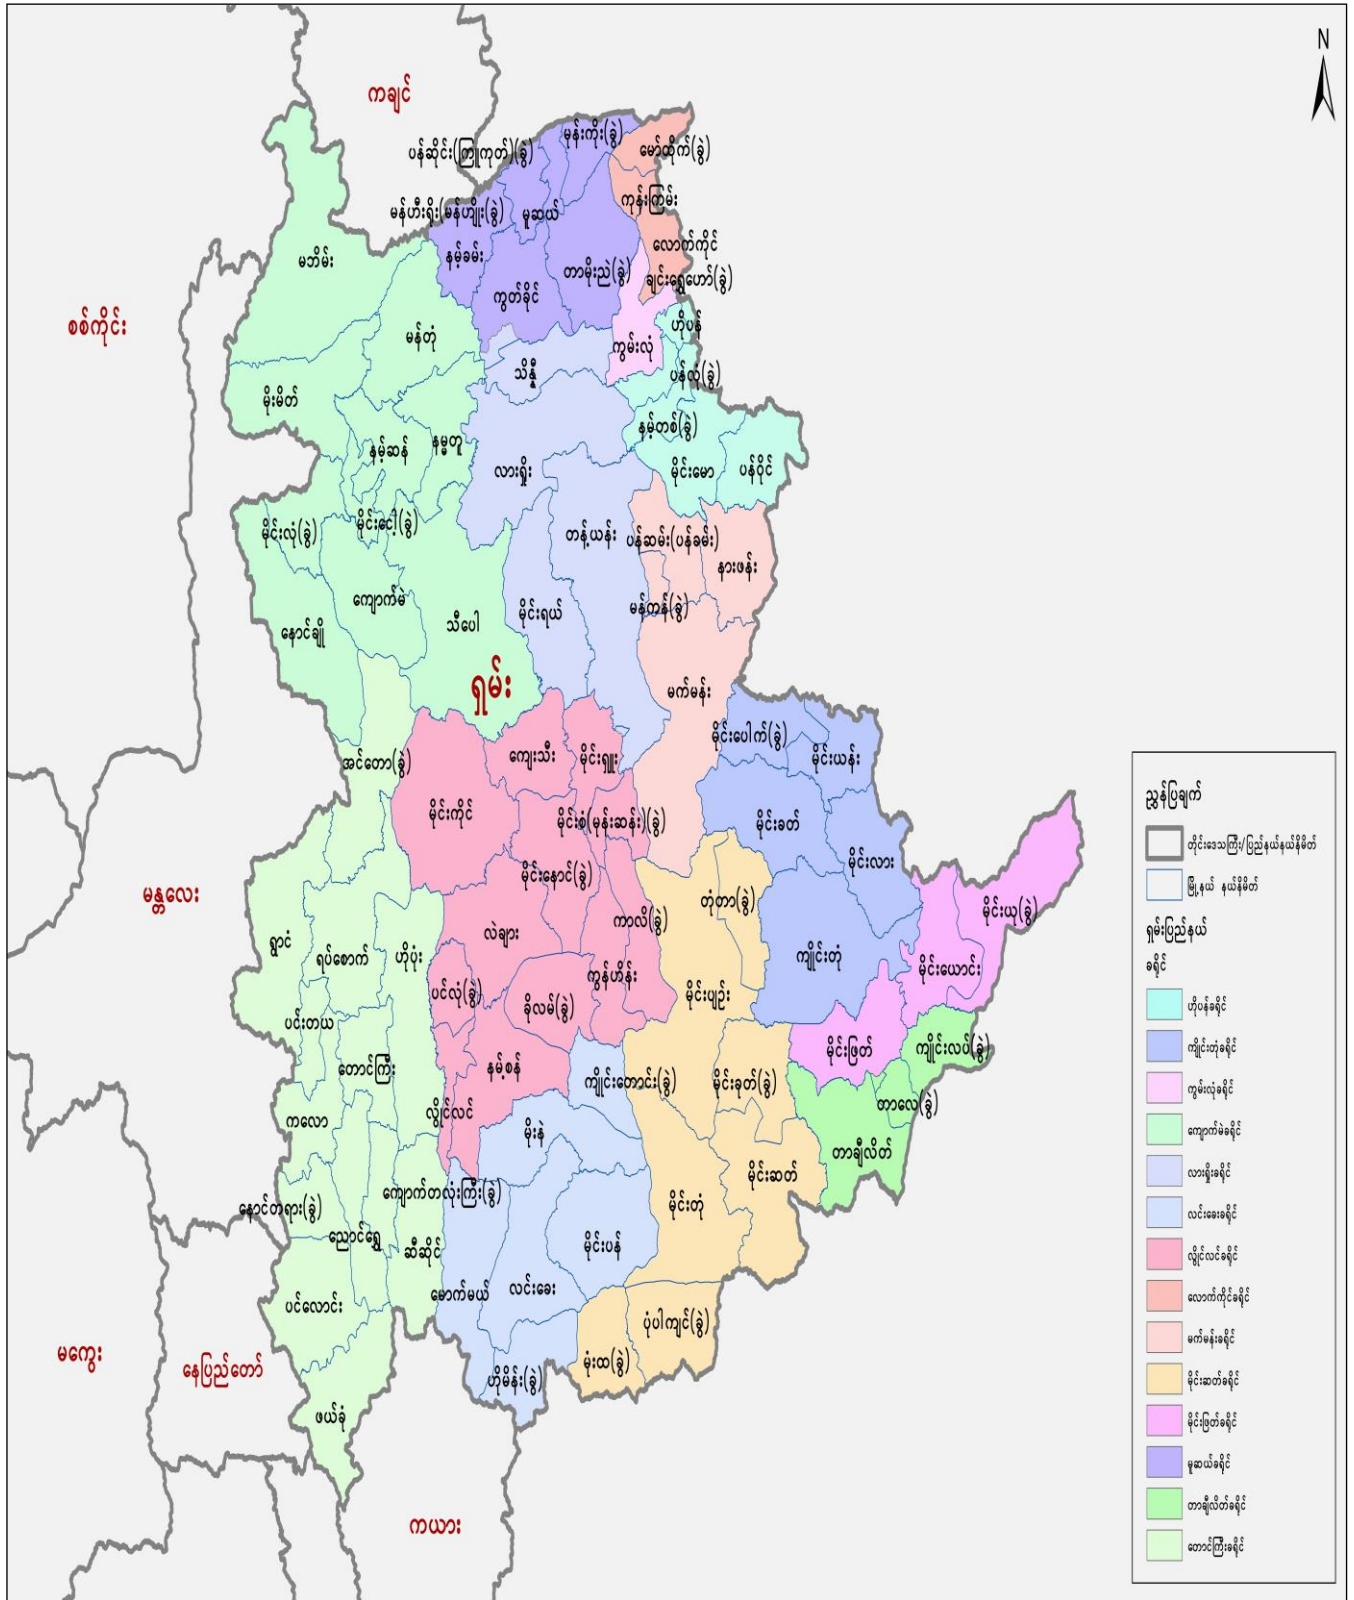 N
ကချင်
မုန်းကိုး(ခွဲ)
ပန်ဆိုင်း(ကြူကုတ်)(ခွဲ)
မော်ထိုက်(ခွဲ)
ကုန်းကြမ်း
မန်ဟီးရိုး(မန်ဟျိုး)(ခွဲ)
မူဆယ်
လောက်ကိုင်
နမ့်ခမ်း
မဘိမ်း
တာမိုးညဲ(ခွဲ)
ချင်းရွှေဟော်(ခွဲ)
ကွတ်ခိုင်
စစ်ကိုင်း
ဟိုပန်
မန်တုံ
ကွမ်းလုံ
သိန္နီ
ပန်လုံ(ခွဲ)
မိုးမိတ်
နမ့်တစ်(ခွဲ)
နမ္မတူ
နမ့်ဆန်
လားရှိုး
မိုင်းမော
ပန်ဝိုင်
မိုင်းလုံ(ခွဲ)
မိုင်းငေါ့(ခွဲ)
တန့်ယန်း
ပန်ဆမ်း(ပန်ခမ်း)
နားဖန်း
ကျောက်မဲ
မိုင်းရယ်
မန်ကန်(ခွဲ)
နောင်ချို
သီပေါ
ရှမ်း
မက်မန်း
မိုင်းပေါက်(ခွဲ)
မိုင်းယန်း
အင်တော(ခွဲ)
ကျေးသီး
မိုင်းရှူး
မိုင်းကိုင်
မိုင်းစံ(မုန်းဆန်း)(ခွဲ)
မိုင်းခတ်
မိုင်းလား
မိုင်းနောင်(ခွဲ)
မန္တလေး
တုံတာ(ခွဲ)
မိုင်းယု(ခွဲ)
ကာလိ(ခွဲ)
လဲချား
ရွာငံ
ရပ်စောက်
ဟိုပုံး
ကျိုင်းတုံ
မိုင်းယောင်း
ကွန်ဟိန်း
ပင်လုံ(ခွဲ)
ခိုလမ်(ခွဲ)
မိုင်းပျဉ်း
ပင်းတယ
မိုင်းဖြတ်
ကျိုင်းလပ်(ခွဲ)
တောင်ကြီး
နမ့်စန်
ကျိုင်းတောင်း(ခွဲ)
မိုင်းခုတ်(ခွဲ)
တာလေ(ခွဲ)
ကလော
လွိုင်လင်
မိုးနဲ
တာချီလိတ်
မိုင်းဆတ်
ကျောက်တလုံးကြီး(ခွဲ)
နောင်တရား(ခွဲ)
မိုင်းတုံ
ညောင်ရွှေ
ဆီဆိုင်
မိုင်းပန်
လင်းခေး
မောက်မယ်
ပင်လောင်း
ပုံပါကျင်(ခွဲ)
မကွေး
နေပြည်တော်
မုံးထ(ခွဲ)
ဟိုမိန်း(ခွဲ)
ဖယ်ခုံ
ကယား
ညွှန်ပြချက်
တိုင်းဒေသကြီး/ပြည်နယ်နယ်နိမိတ်
မြို့နယ် နယ်နိမိတ်
ရှမ်းပြည်နယ်
ခရိုင်
ဟိုပန်ခရိုင်
ကျိုင်းတုံခရိုင်
ကွမ်းလုံခရိုင်
ကျောက်မဲခရိုင်
လားရှိုးခရိုင်
လင်းခေးခရိုင်
လွိုင်လင်ခရိုင်
လောက်ကိုင်ခရိုင်
မက်မန်းခရိုင်
မိုင်းဆတ်ခရိုင်
မိုင်းဖြတ်ခရိုင်
မူဆယ်ခရိုင်
တာချီလိတ်ခရိုင်
တောင်ကြီးခရိုင်